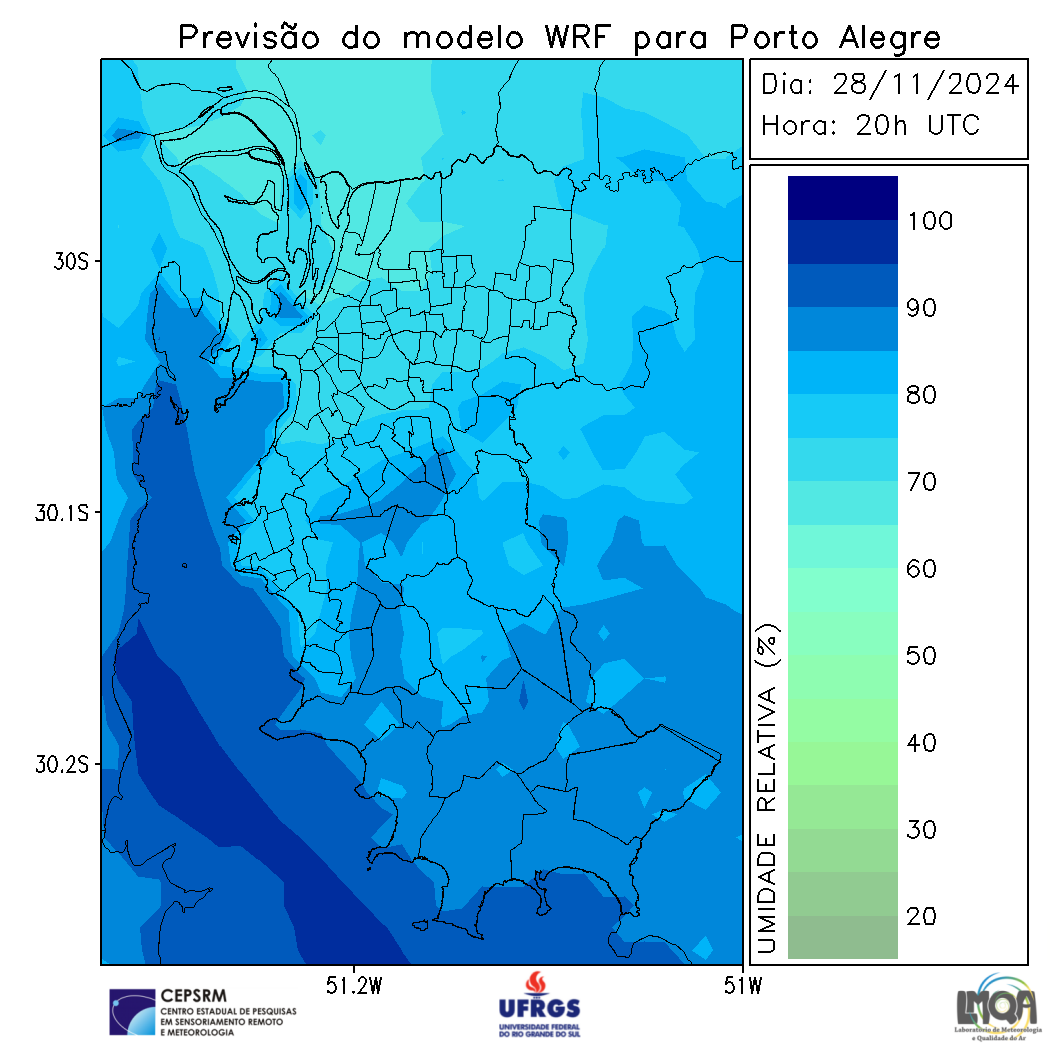 Previsão do modelo WRF para Porto Alegre
Dia: 28/11/2024
Hora: 20h UTC
30S
30.1S
30.2S
51.2W
51W
100
90
80
70
60
50
40
30
20
UMIDADE RELATIVA (%)
CEPSRM
CENTRO ESTADUAL DE PESQUISAS
EM SENSORIAMENTO REMOTO
E METEOROLOGIA
UFRGS
UNIVERSIDADE FEDERAL
DO RIO GRANDE DO SUL
LMQA
Laboratório de Meteorologia
e Qualidade do Ar